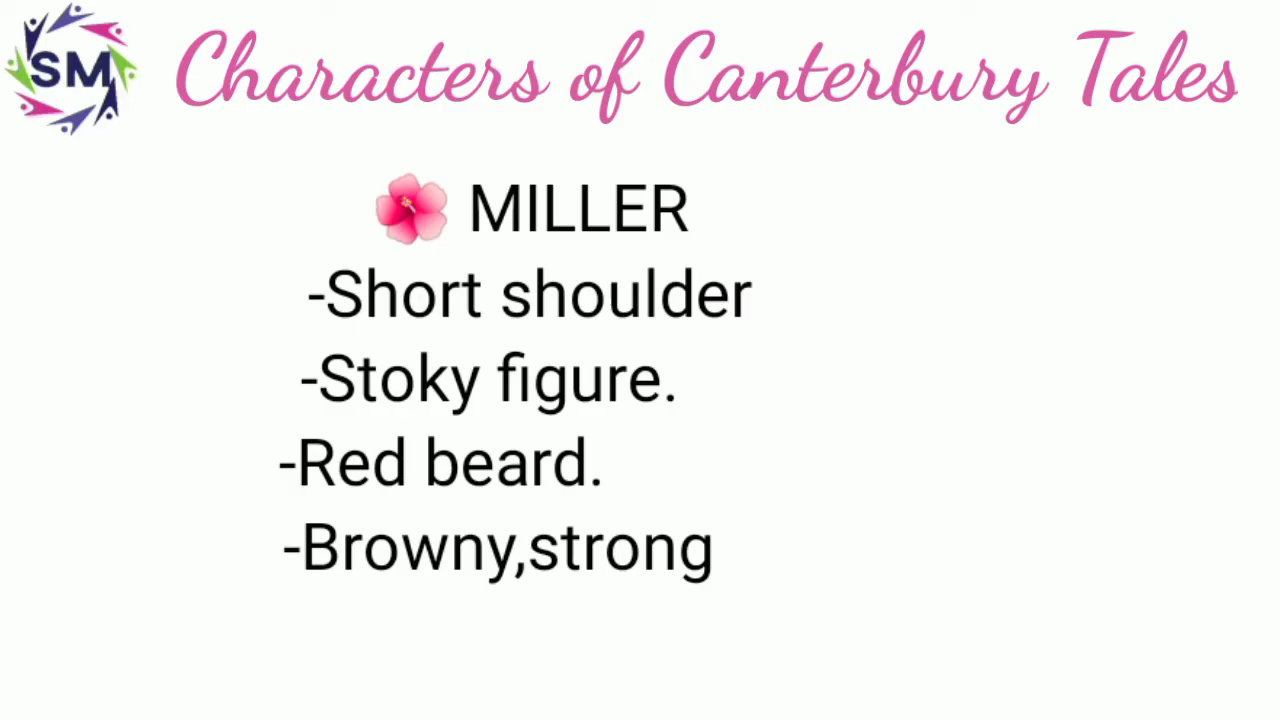 SM
Characters of Canterbury Tales
MILLER
-Short shoulder
-Stoky figure.
-Red beard.
-Browny,strong